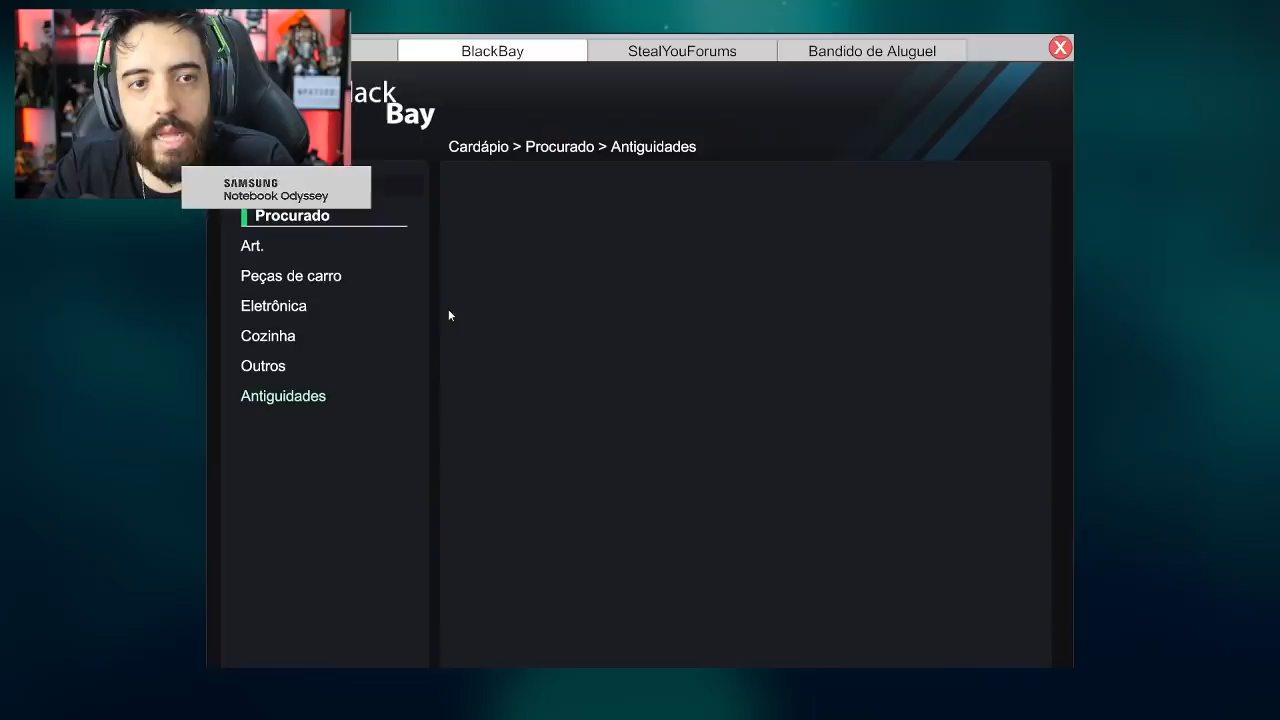 BlackBay
StealYouForums
Bandido de Aluguel
X
lack
Bay
Cardápio > Procurado > Antiguidades
SAMSUNG
Notebook Odyssey
Procurado
Art.
Peças de carro
Eletrônica
Cozinha
Outros
Antiguidades